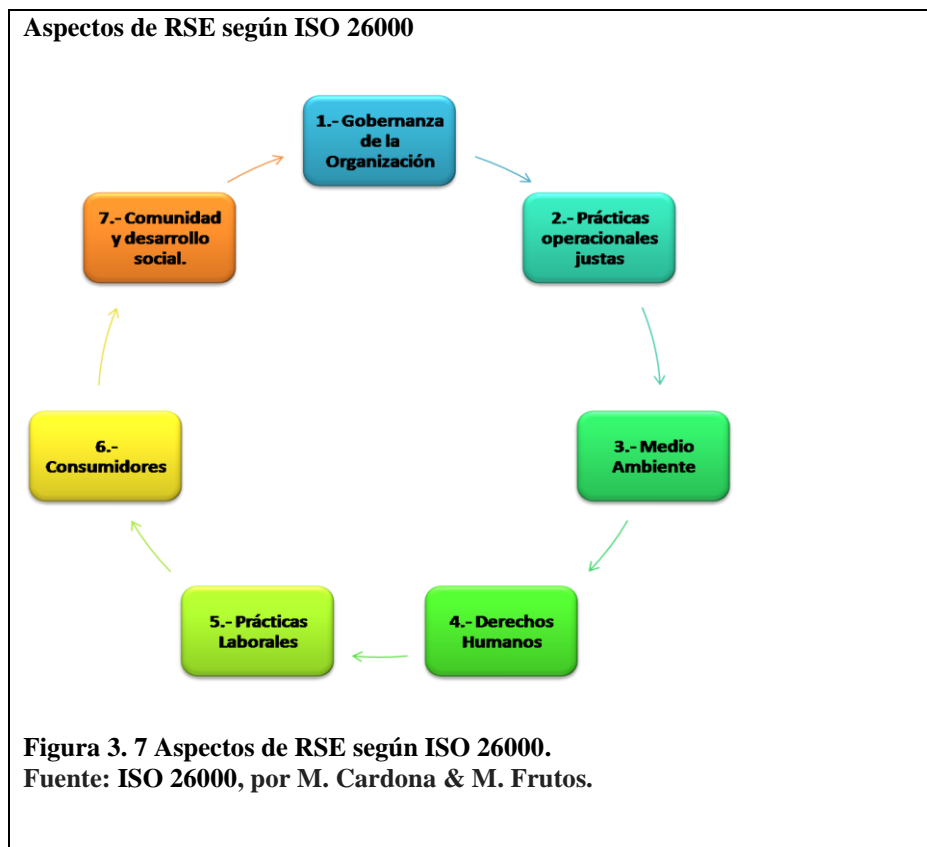 Aspectos de RSE según ISO 26000
1.- Gobernanza
de la
Organización
2.- Prácticas
operacionales
justas
3.- Medio
Ambiente
4.- Derechos
Humanos
5.- Prácticas
Laborales
6.-
Consumidores
7.- Comunidad
y desarrollo
social.
Figura 3. 7 Aspectos de RSE según ISO 26000.
Fuente: ISO 26000, por M. Cardona & M. Frutos.